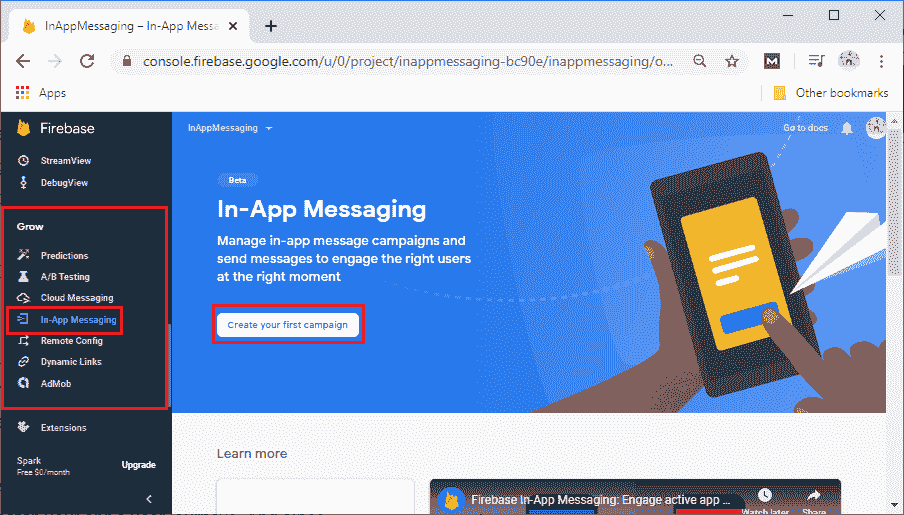 InAppMessaging – In-App Messag
console.firebase.google.com/u/0/project/inappmessaging-bc90e/inappmessaging/o...
M
Apps
Other bookmarks
Firebase
InAppMessaging
Go to docs
StreamView
DebugView
Grow
Predictions
A/B Testing
Cloud Messaging
In-App Messaging
Remote Config
Dynamic Links
AdMob
Extensions
Spark
Free $0/month
Upgrade
Beta
In-App Messaging
Manage in-app message campaigns and
send messages to engage the right users
at the right moment
Create your first campaign
Learn more
Firebase In-App Messaging: Engage active app ...
Watch later
Share